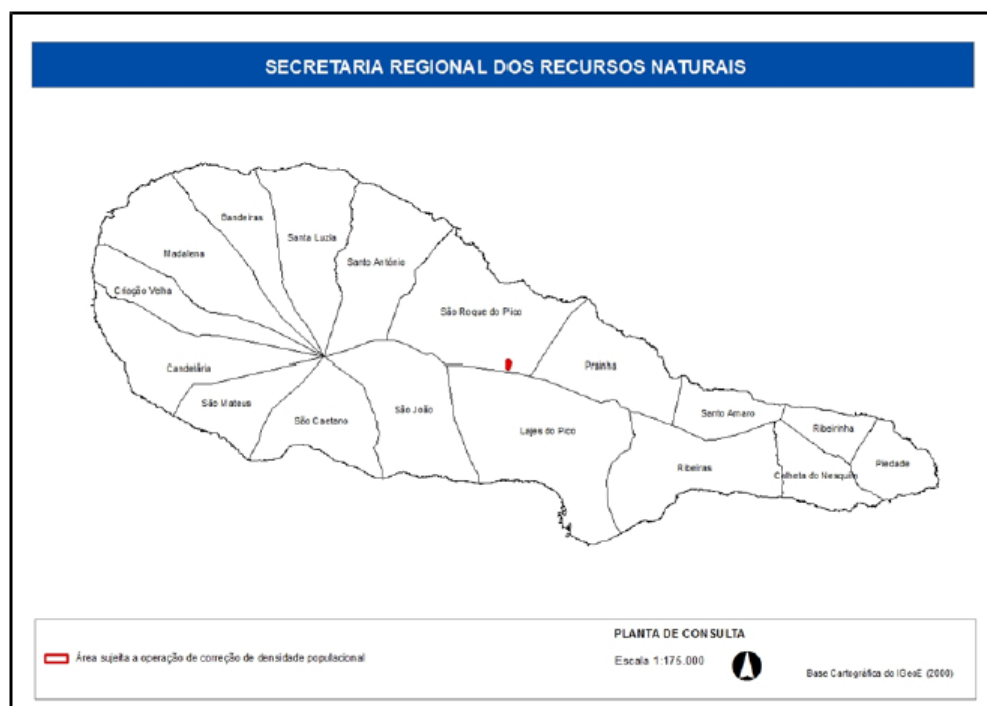 SECRETARIA REGIONAL DOS RECURSOS NATURAIS
Bandeiras
Santa Luzia
Madalena
Santo António
Criação Velha
São Roque do Pico
Candelária
Prainha
São Mateus
São Caetano
São João
Lajes do Pico
Santo Amaro
Ribeirinha
Ribeiras
Piedade
Calheta do Nesquim
PLANTA DE CONSULTA
Área sujeita a operação de correção de densidade populacional
Escala 1:175.000
Base Cartográfica do IGeoE (2000)